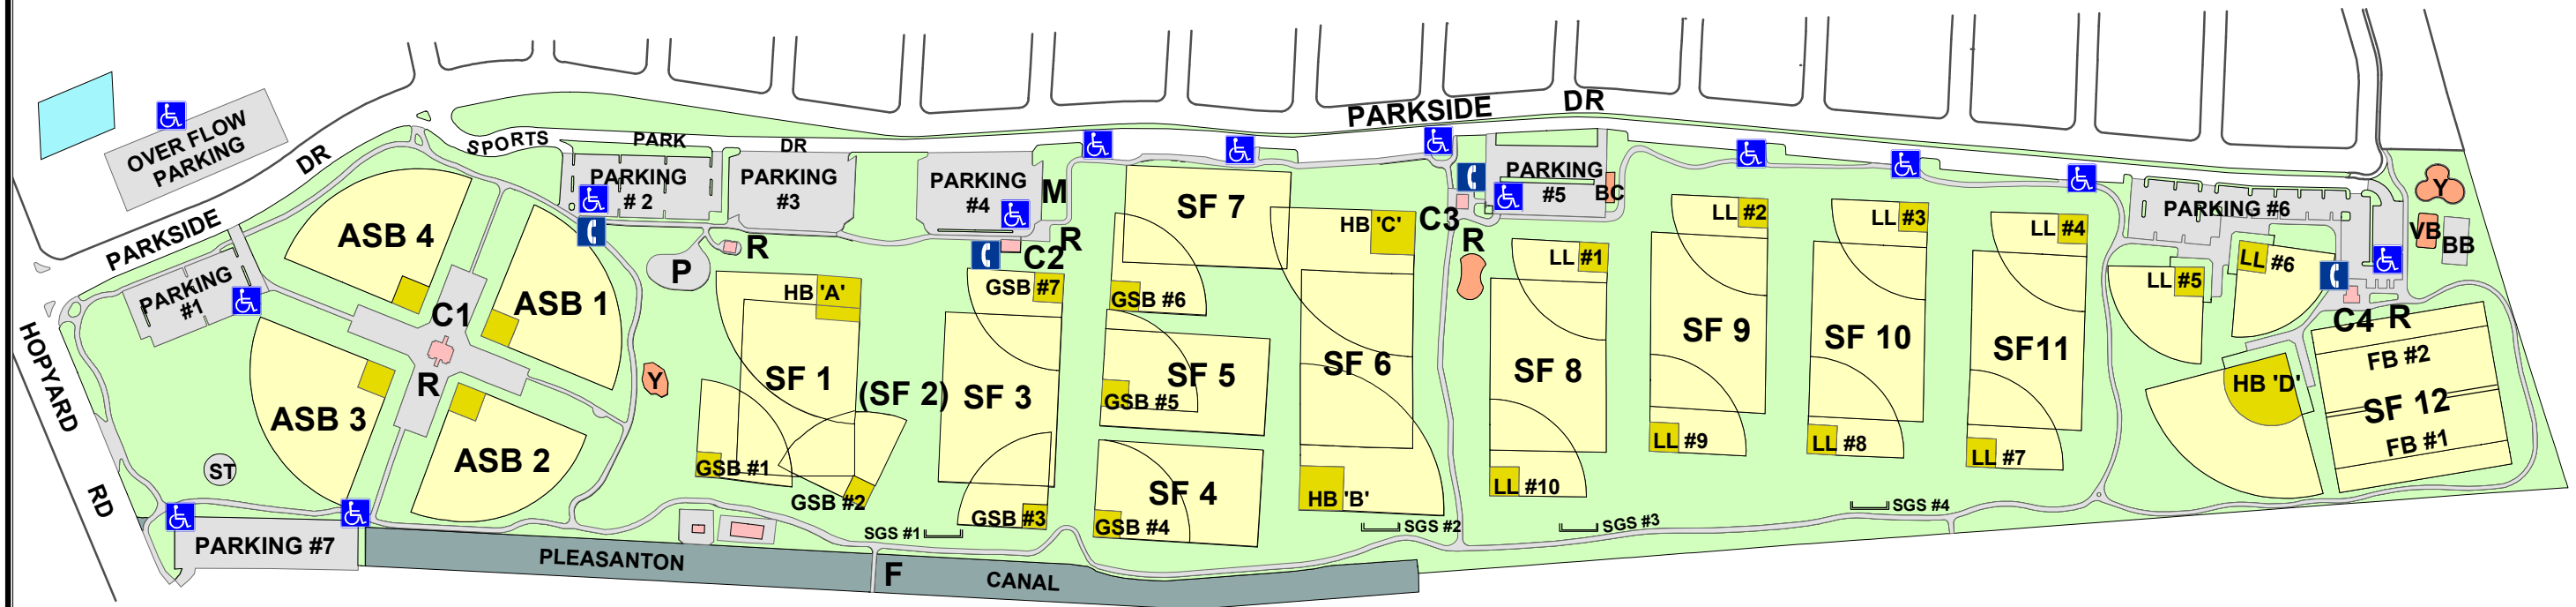 PARKSIDE DR
OVER FLOW
PARKING
SPORTS PARK DR
PARKSIDE DR
HOPYARD RD
PARKING
#1
PARKING
# 2
PARKING
#3
PARKING
#4
M
PARKING
#5
BC
PARKING #6
Y
VB
BB
ASB 4
ASB 1
ASB 3
ASB 2
C1
R
ST
PARKING #7
P
R
Y
HB 'A'
SF 1
GSB #1
GSB #2
(SF 2)
C2
R
GSB #7
SF 3
GSB #3
SF 7
GSB #6
SF 5
GSB #5
SF 4
GSB #4
HB 'C'
SF 6
HB 'B'
C3
R
LL #1
SF 8
LL #10
LL #2
SF 9
LL #9
LL #3
SF 10
LL #8
LL #4
SF11
LL #7
LL #5
LL #6
C4 R
HB 'D'
FB #2
SF 12
FB #1
SGS #1
SGS #2
SGS #3
SGS #4
PLEASANTON
F
CANAL